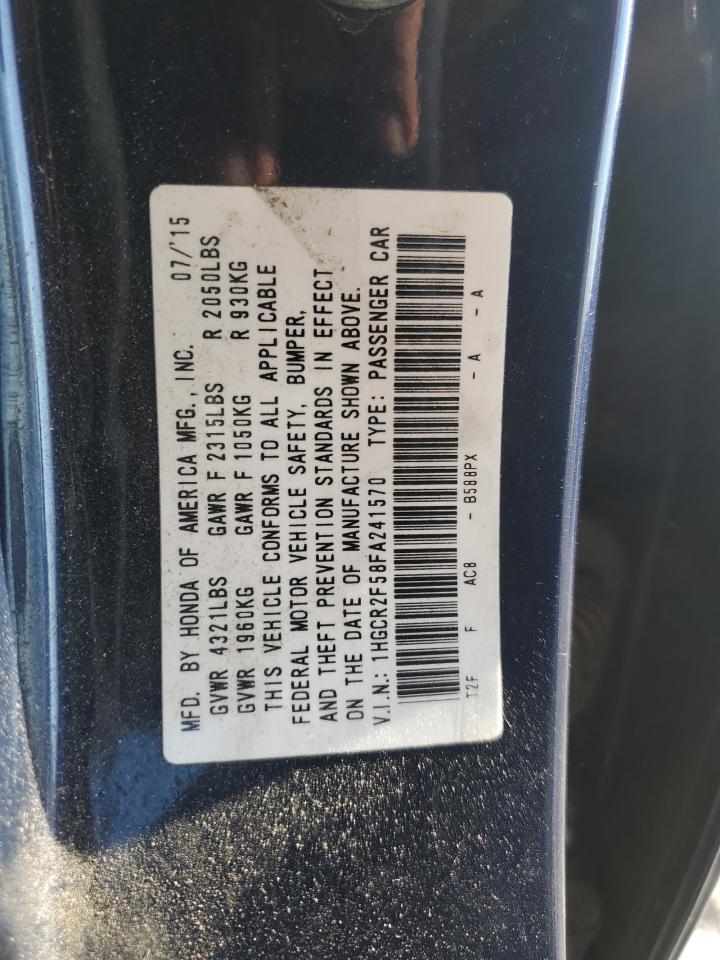 MFD. BY HONDA OF AMERICA MFG., INC. 07/'15
GVWR 4321LBS GAWR F 2315LBS R 2050LBS
GVWR 1960KG GAWR F 1050KG R 930KG
THIS VEHICLE CONFORMS TO ALL APPLICABLE
FEDERAL MOTOR VEHICLE SAFETY, BUMPER,
AND THEFT PREVENTION STANDARDS IN EFFECT
ON THE DATE OF MANUFACTURE SHOWN ABOVE.
V.I.N.: 1HGCR2F58FA241570 TYPE: PASSENGER CAR
T2F F AC8 - B588PX - A - A